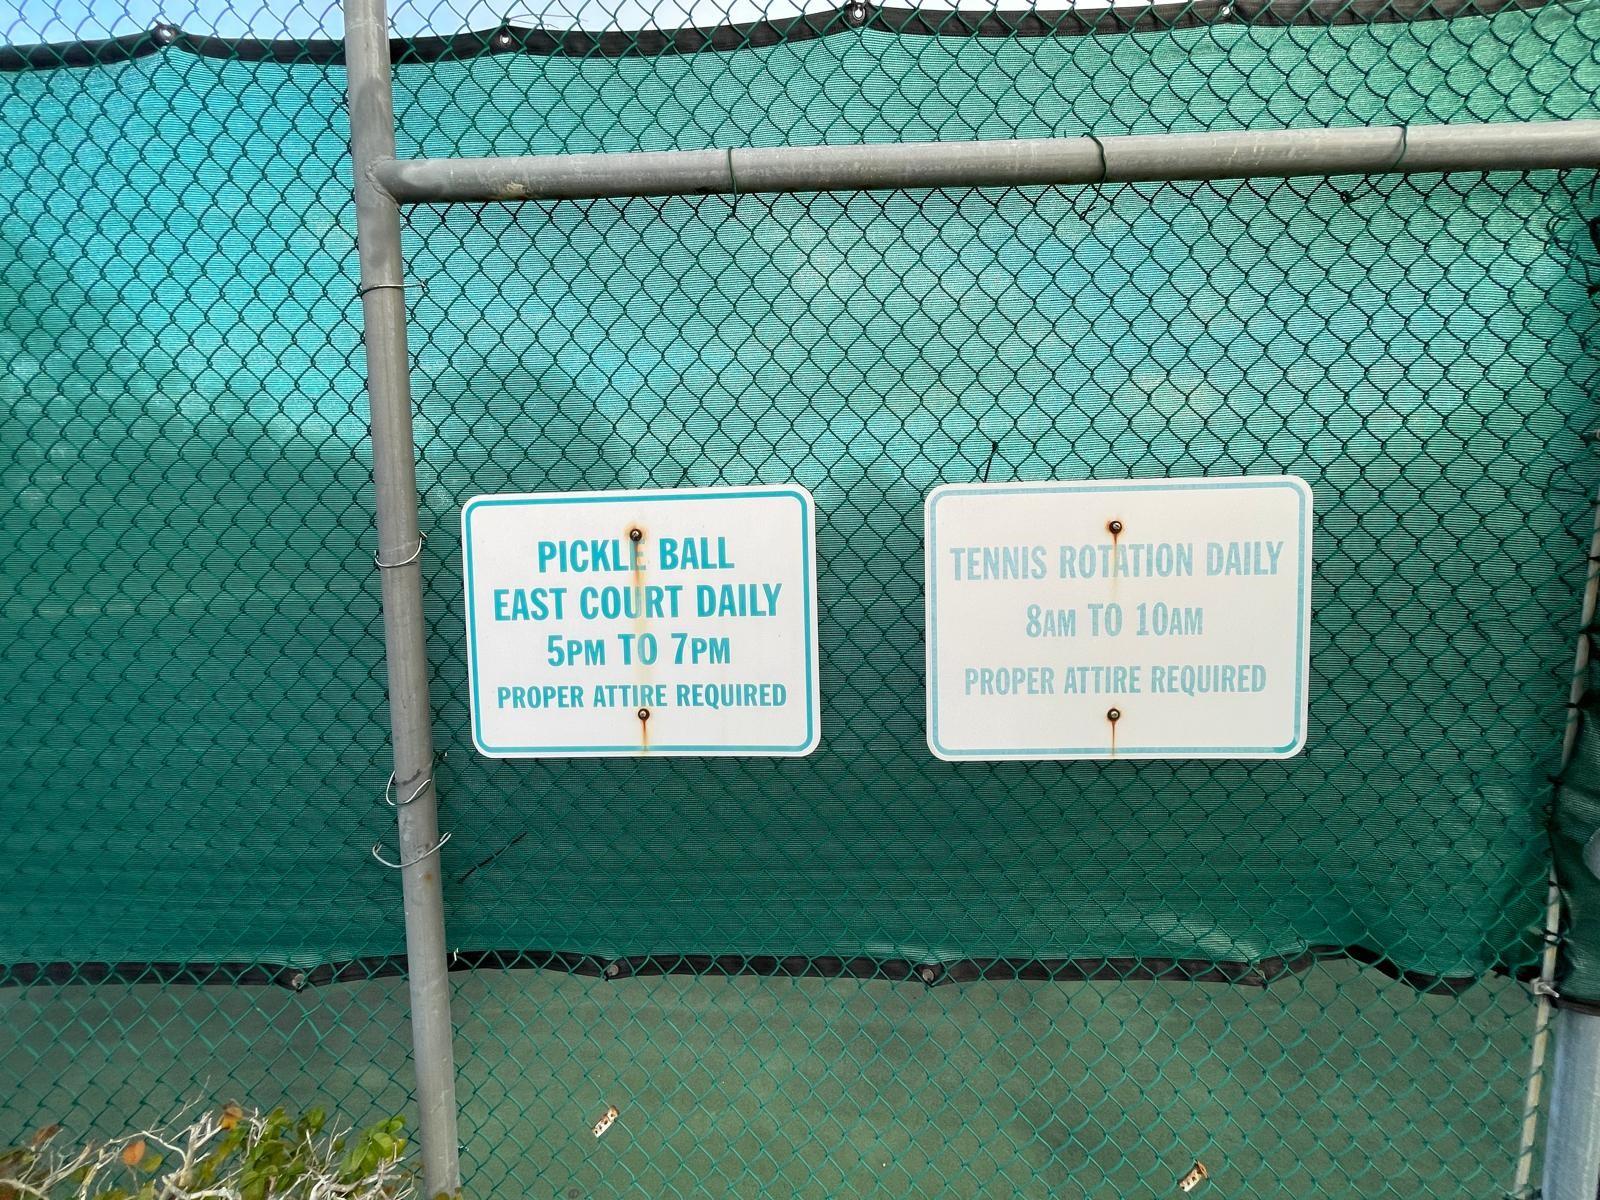 PICKLE BALL
EAST COURT DAILY
5PM TO 7PM
PROPER ATTIRE REQUIRED
TENNIS ROTATION DAILY
8AM TO 10AM
PROPER ATTIRE REQUIRED